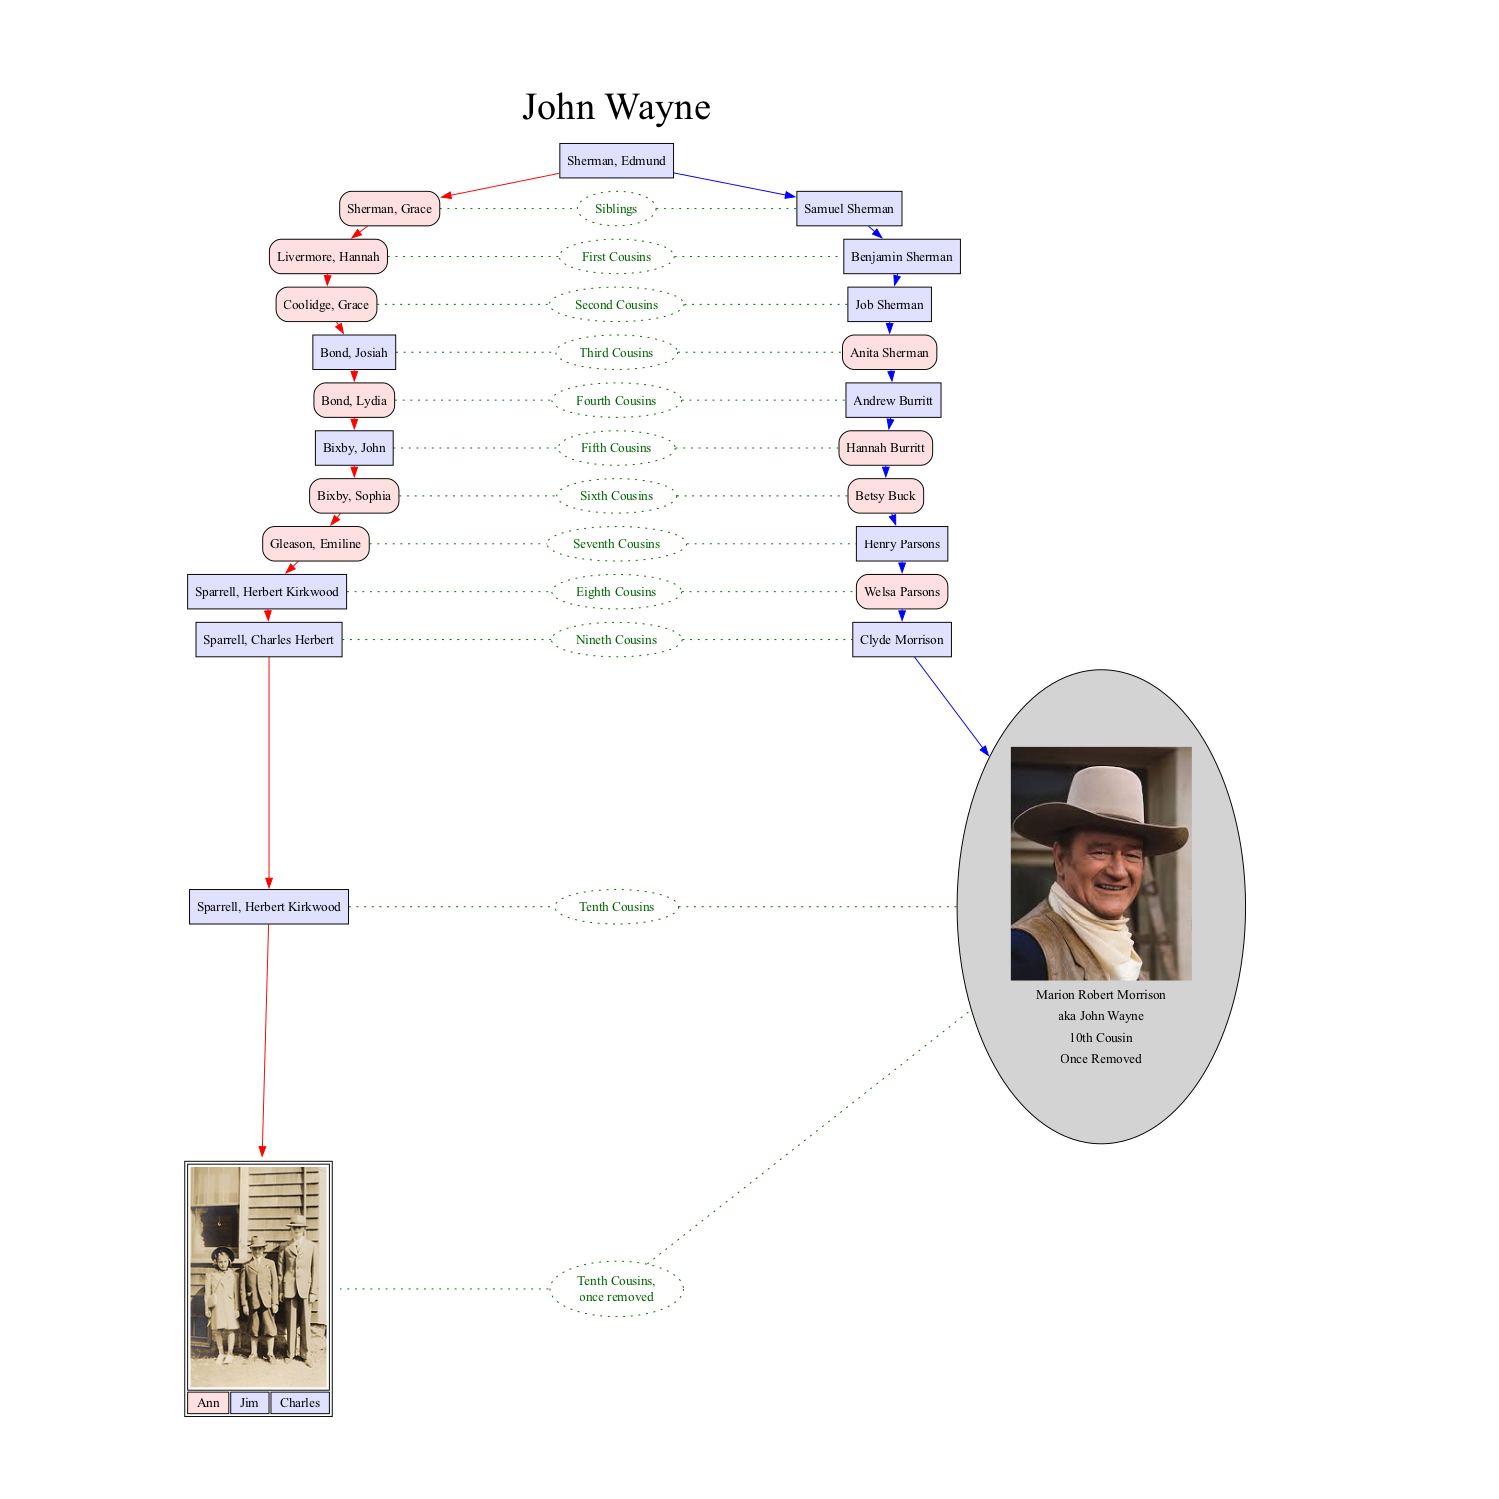 John Wayne
Sherman, Edmund
Sherman, Grace
Siblings
Samuel Sherman
Livermore, Hannah
First Cousins
Benjamin Sherman
Coolidge, Grace
Second Cousins
Job Sherman
Bond, Josiah
Third Cousins
Anita Sherman
Bond, Lydia
Fourth Cousins
Andrew Burritt
Bixby, John
Fifth Cousins
Hannah Burritt
Bixby, Sophia
Sixth Cousins
Betsy Buck
Gleason, Emiline
Seventh Cousins
Henry Parsons
Sparrell, Herbert Kirkwood
Eighth Cousins
Welsa Parsons
Sparrell, Charles Herbert
Nineth Cousins
Clyde Morrison
Sparrell, Herbert Kirkwood
Tenth Cousins
Marion Robert Morrison
aka John Wayne
10th Cousin
Once Removed
Tenth Cousins,
once removed
Ann
Jim
Charles